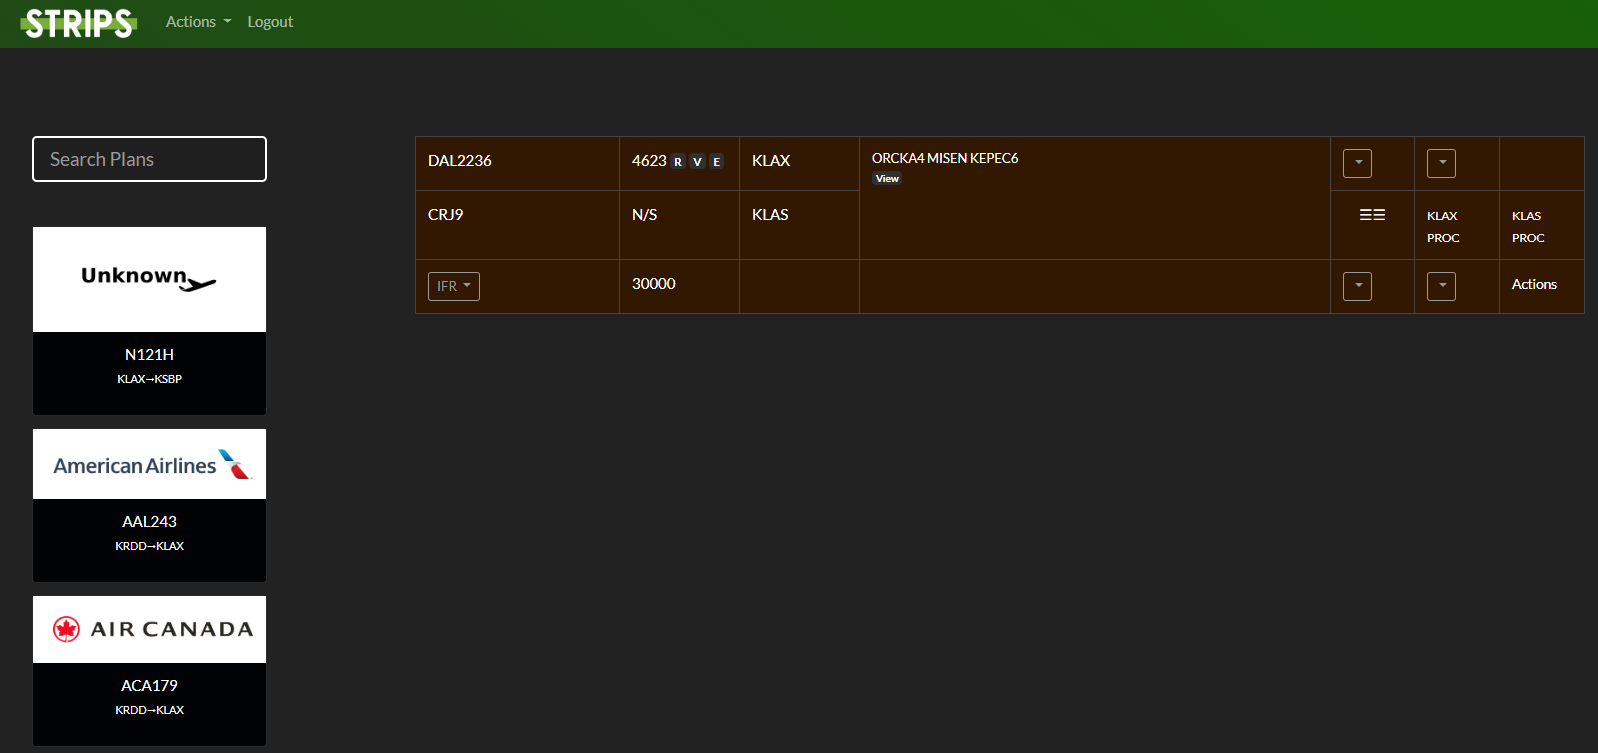 STRIPS Actions Logout
Search Plans
Unknown
N121H
KLAX→KSBP
American Airlines
AAL243
KRDD→KLAX
AIR CANADA
ACA179
KRDD→KLAX
DAL2236 4623 R V E KLAX ORCKA4 MISEN KEPEC6
View
CRJ9 N/S KLAS KLAX PROC KLAS PROC
IFR 30000 Actions